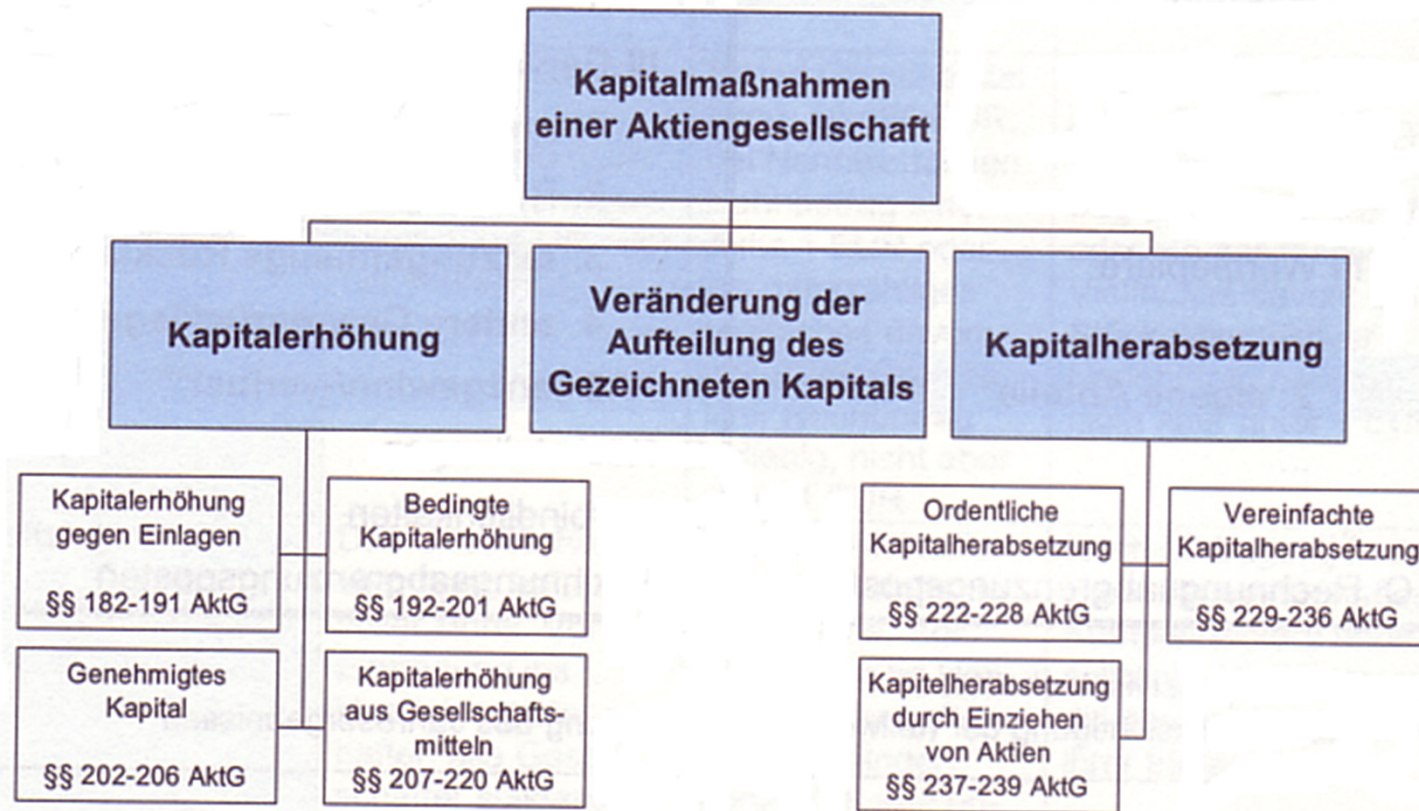 Kapitalmaßnahmen
einer Aktiengesellschaft
Kapitalerhöhung
Veränderung der
Aufteilung des
Gezeichneten Kapitals
Kapitalherabsetzung
Kapitalerhöhung
gegen Einlagen
§§ 182-191 AktG
Bedingte
Kapitalerhöhung
§§ 192-201 AktG
Genehmigtes
Kapital
§§ 202-206 AktG
Kapitalerhöhung
aus Gesellschafts-
mitteln
§§ 207-220 AktG
Ordentliche
Kapitalherabsetzung
§§ 222-228 AktG
Vereinfachte
Kapitalherabsetzung
§§ 229-236 AktG
Kapitelherabsetzung
durch Einziehen
von Aktien
§§ 237-239 AktG